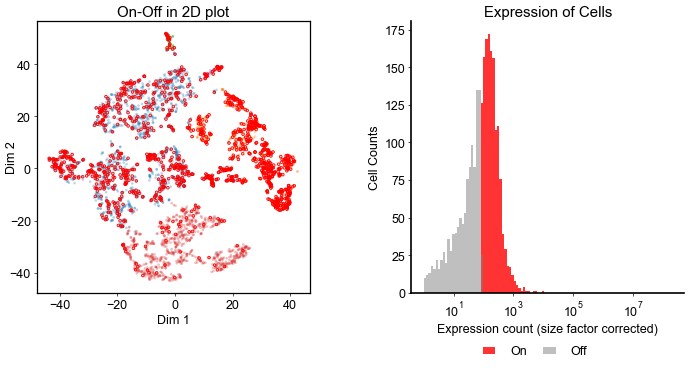 On-Off in 2D plot
40
20
0
−20
−40
Dim 2
−40 −20 0 20 40
Dim 1
Expression of Cells
175
150
125
100
75
50
25
0
Cell Counts
10^1 10^3 10^5 10^7
Expression count (size factor corrected)
On Off